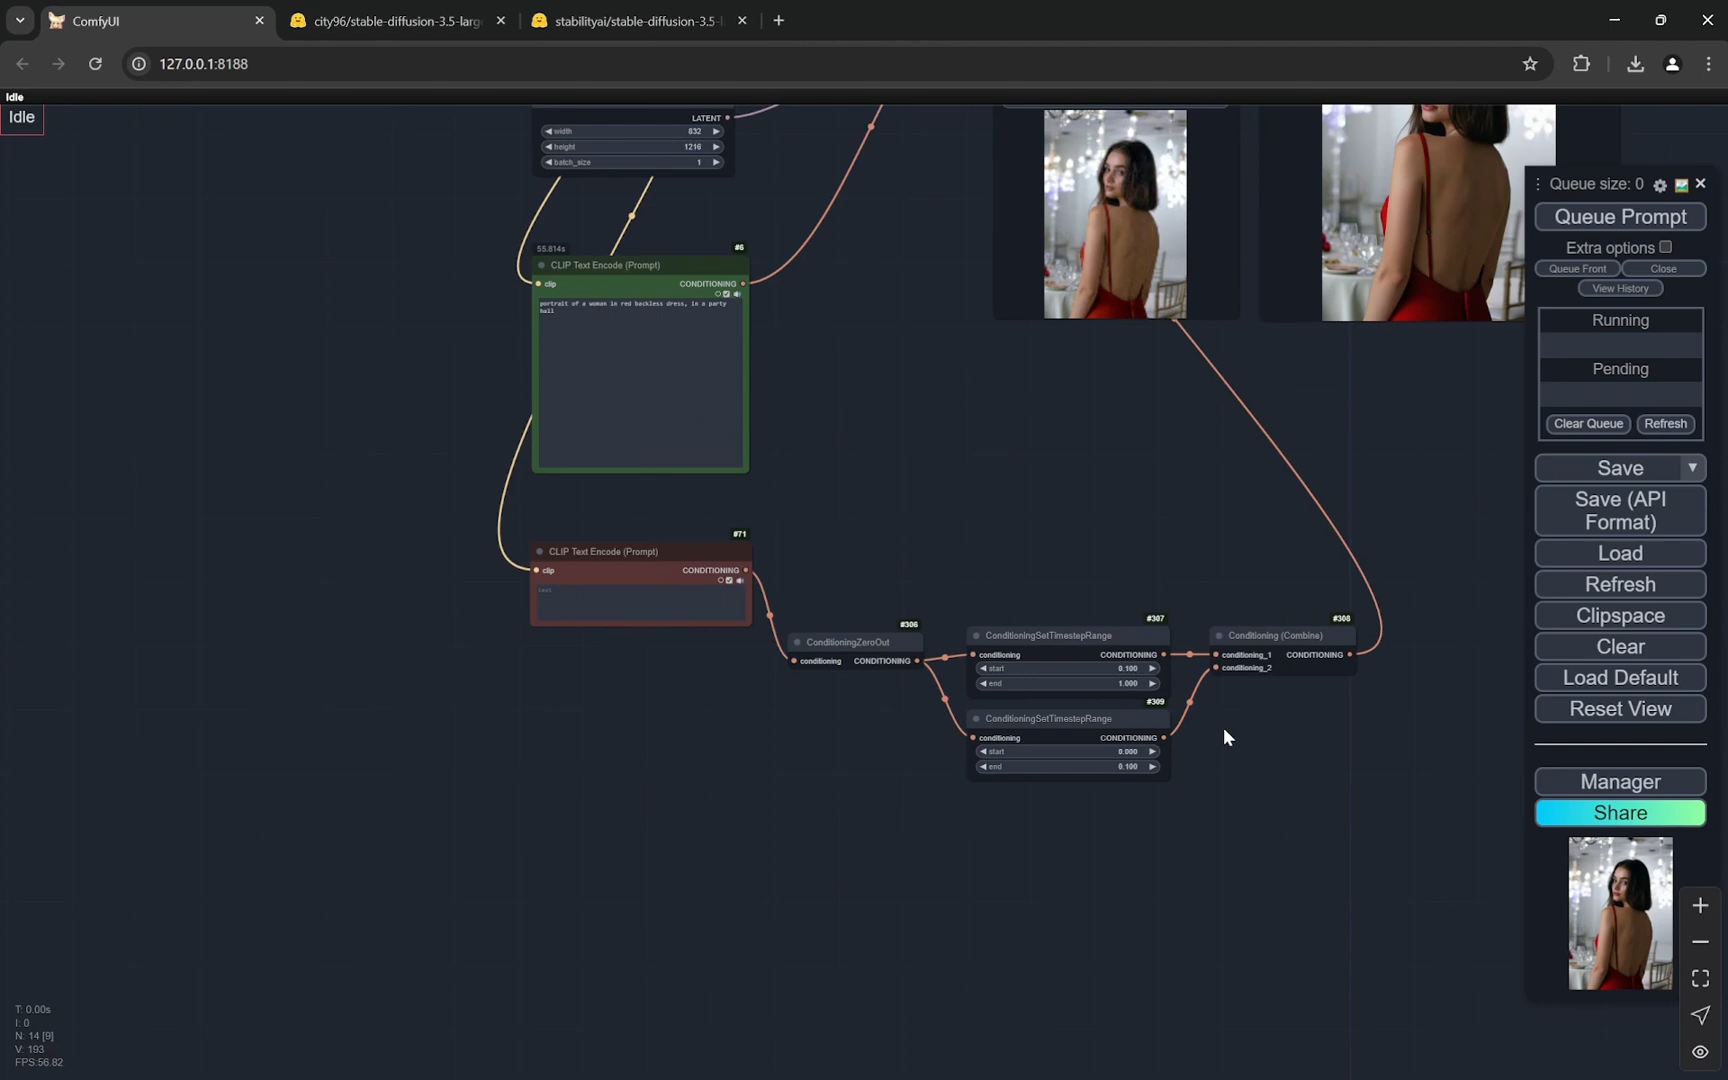 ComfyUI
city96/stable-diffusion-3.5-larg
stabilityai/stable-diffusion-3.5-l
127.0.0.1:8188
Idle
Idle
LATENT
width 832
height 1216
batch_size 1
55.814s
#6
CLIP Text Encode (Prompt)
clip CONDITIONING
portrait of a woman in red backless dress, in a party
hall
#71
CLIP Text Encode (Prompt)
clip CONDITIONING
text
#306
ConditioningZeroOut
conditioning CONDITIONING
#307
ConditioningSetTimestepRange
conditioning CONDITIONING
start 0.100
end 1.000
#309
ConditioningSetTimestepRange
conditioning CONDITIONING
start 0.000
end 0.100
#308
Conditioning (Combine)
conditioning_1 CONDITIONING
conditioning_2
Queue size: 0
Queue Prompt
Extra options
Queue Front Close
View History
Running
Pending
Clear Queue Refresh
Save
Save (API
Format)
Load
Refresh
Clipspace
Clear
Load Default
Reset View
Manager
Share
T: 0.00s
I: 0
N: 14 [9]
V: 193
FPS:56.82